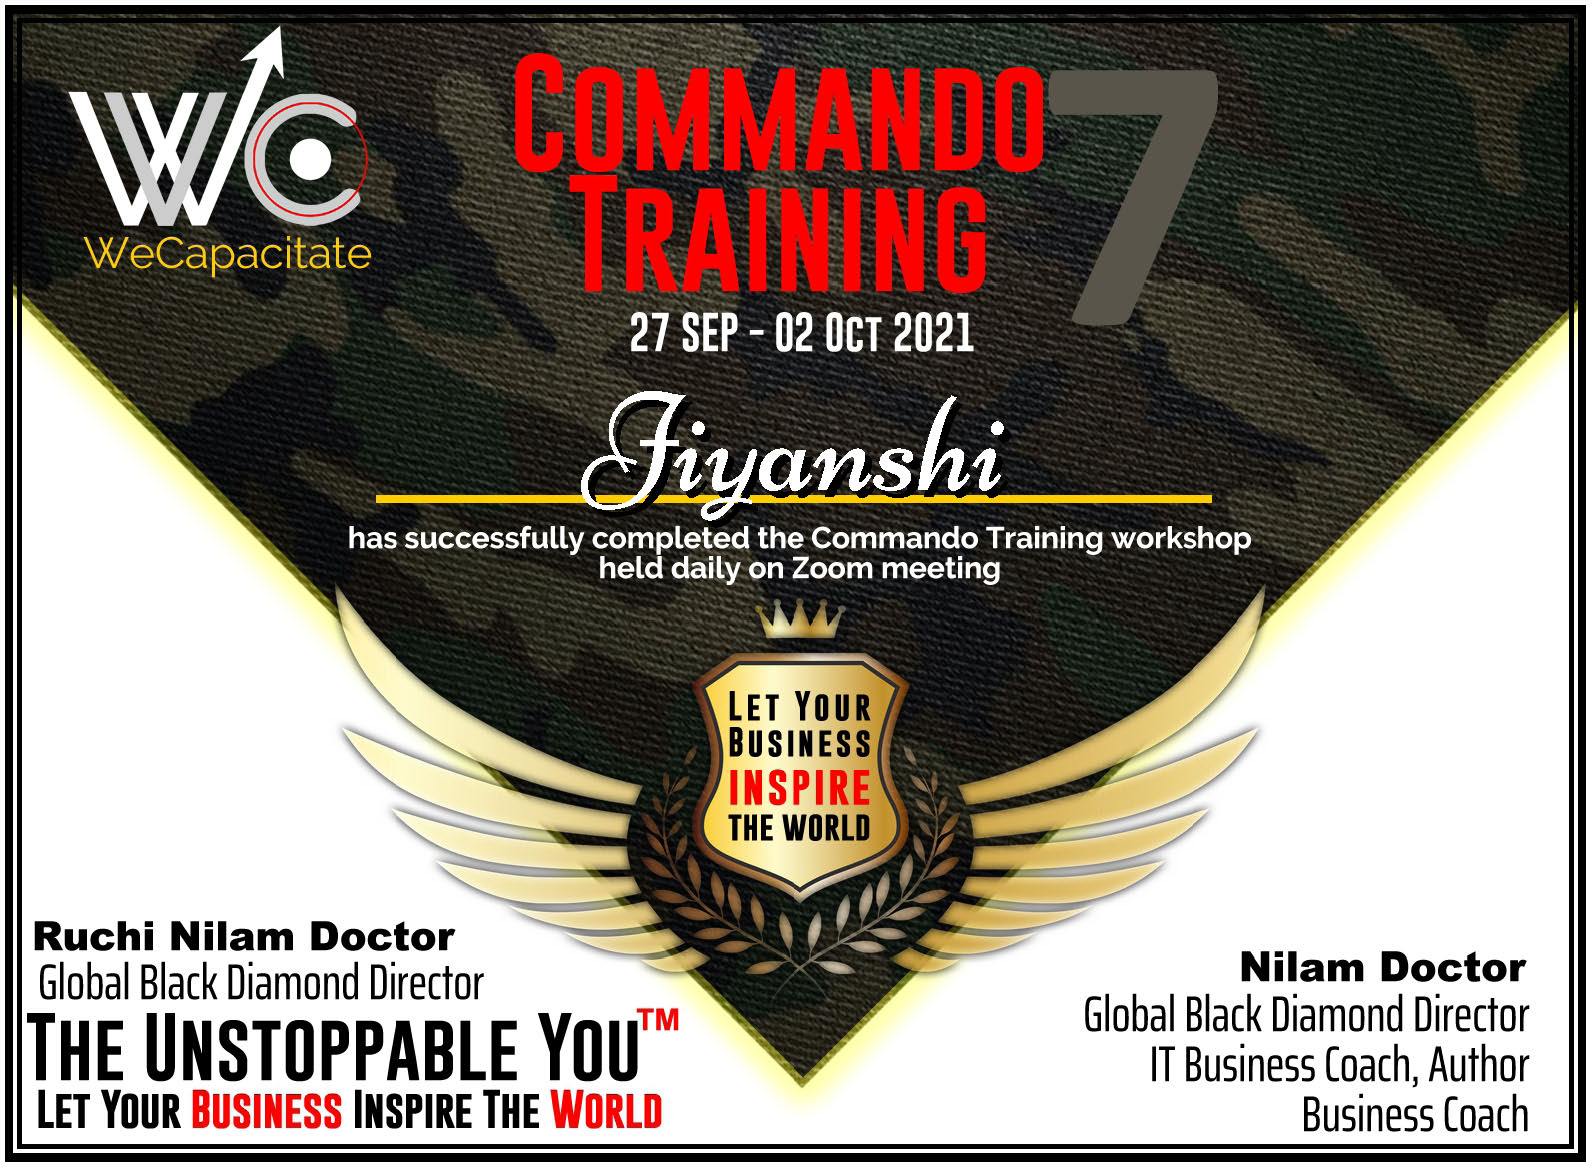 WC
WeCapacitate
Commando 7
Training
27 Sep - 02 Oct 2021
Jiyanshi
has successfully completed the Commando Training workshop
held daily on Zoom meeting
Let Your
Business
INSPIRE
THE WORLD
Ruchi Nilam Doctor
Global Black Diamond Director
The Unstoppable You™
Let Your Business Inspire The World
Nilam Doctor
Global Black Diamond Director
IT Business Coach, Author
Business Coach